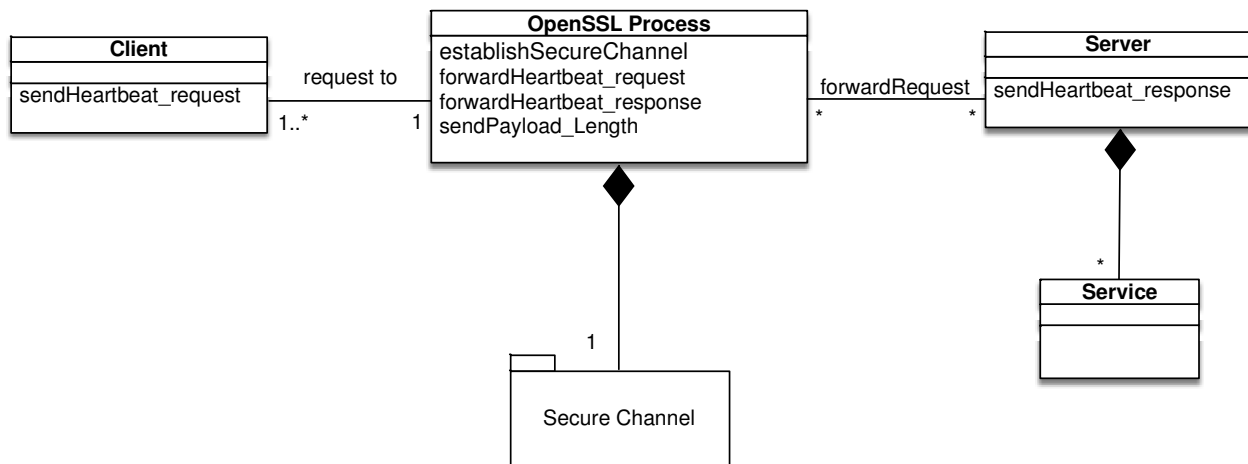 Client
sendHeartbeat_request
request to
1..*
1
OpenSSL Process
establishSecureChannel
forwardHeartbeat_request
forwardHeartbeat_response
sendPayload_Length
forwardRequest
*
*
Server
sendHeartbeat_response
*
Service
1
Secure Channel